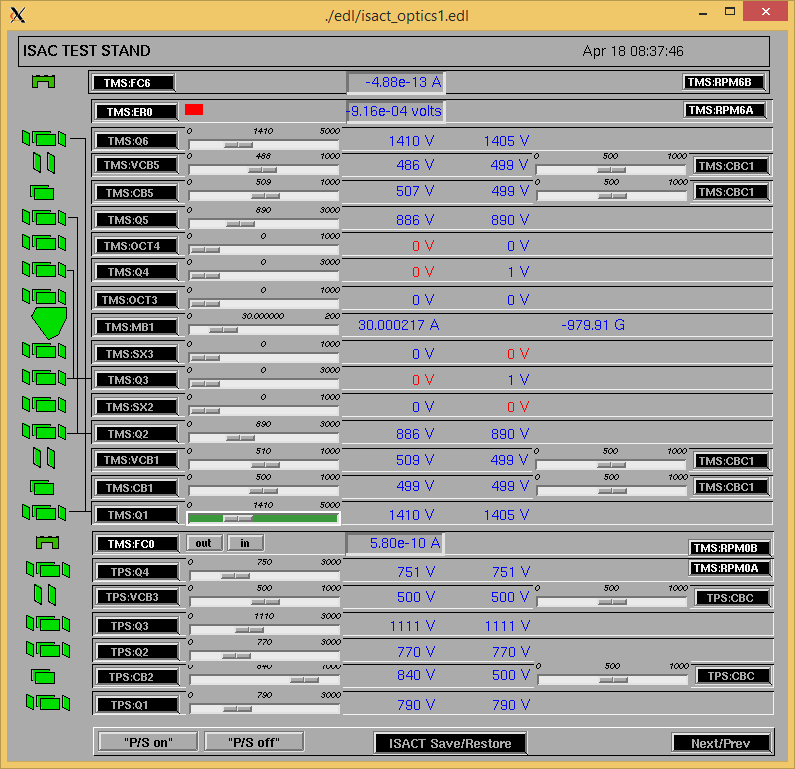 ./edl/isact_optics1.edl
ISAC TEST STAND Apr 18 08:37:46
TMS:FC6 -4.88e-13 A TMS:RPM6B
TMS:ER0 -9.16e-04 volts TMS:RPM6A
TMS:Q6 0 1410 5000 1410 V 1405 V
TMS:VCB5 0 488 1000 486 V 499 V 0 500 1000 TMS:CBC1
TMS:CB5 0 509 1000 507 V 499 V 0 500 1000 TMS:CBC1
TMS:Q5 0 890 3000 886 V 890 V
TMS:OCT4 0 0 1000 0 V 0 V
TMS:Q4 0 0 3000 0 V 1 V
TMS:OCT3 0 0 1000 0 V 0 V
TMS:MB1 0 30.000000 200 30.000217 A -979.91 G
TMS:SX3 0 0 1000 0 V 0 V
TMS:Q3 0 0 3000 0 V 1 V
TMS:SX2 0 0 1000 0 V 0 V
TMS:Q2 0 890 3000 886 V 890 V
TMS:VCB1 0 510 1000 509 V 499 V 0 500 1000 TMS:CBC1
TMS:CB1 0 500 1000 499 V 499 V 0 500 1000 TMS:CBC1
TMS:Q1 0 1410 5000 1410 V 1405 V
TMS:FC0 out in 5.80e-10 A TMS:RPM0B
TPS:Q4 0 750 3000 751 V 751 V TMS:RPM0A
TPS:VCB3 0 500 1000 500 V 500 V 0 500 1000 TPS:CBC
TPS:Q3 0 1110 3000 1111 V 1111 V
TPS:Q2 0 770 3000 770 V 770 V
TPS:CB2 0 840 1000 840 V 500 V 0 500 1000 TPS:CBC
TPS:Q1 0 790 3000 790 V 790 V
"P/S on" "P/S off" ISACT Save/Restore Next/Prev